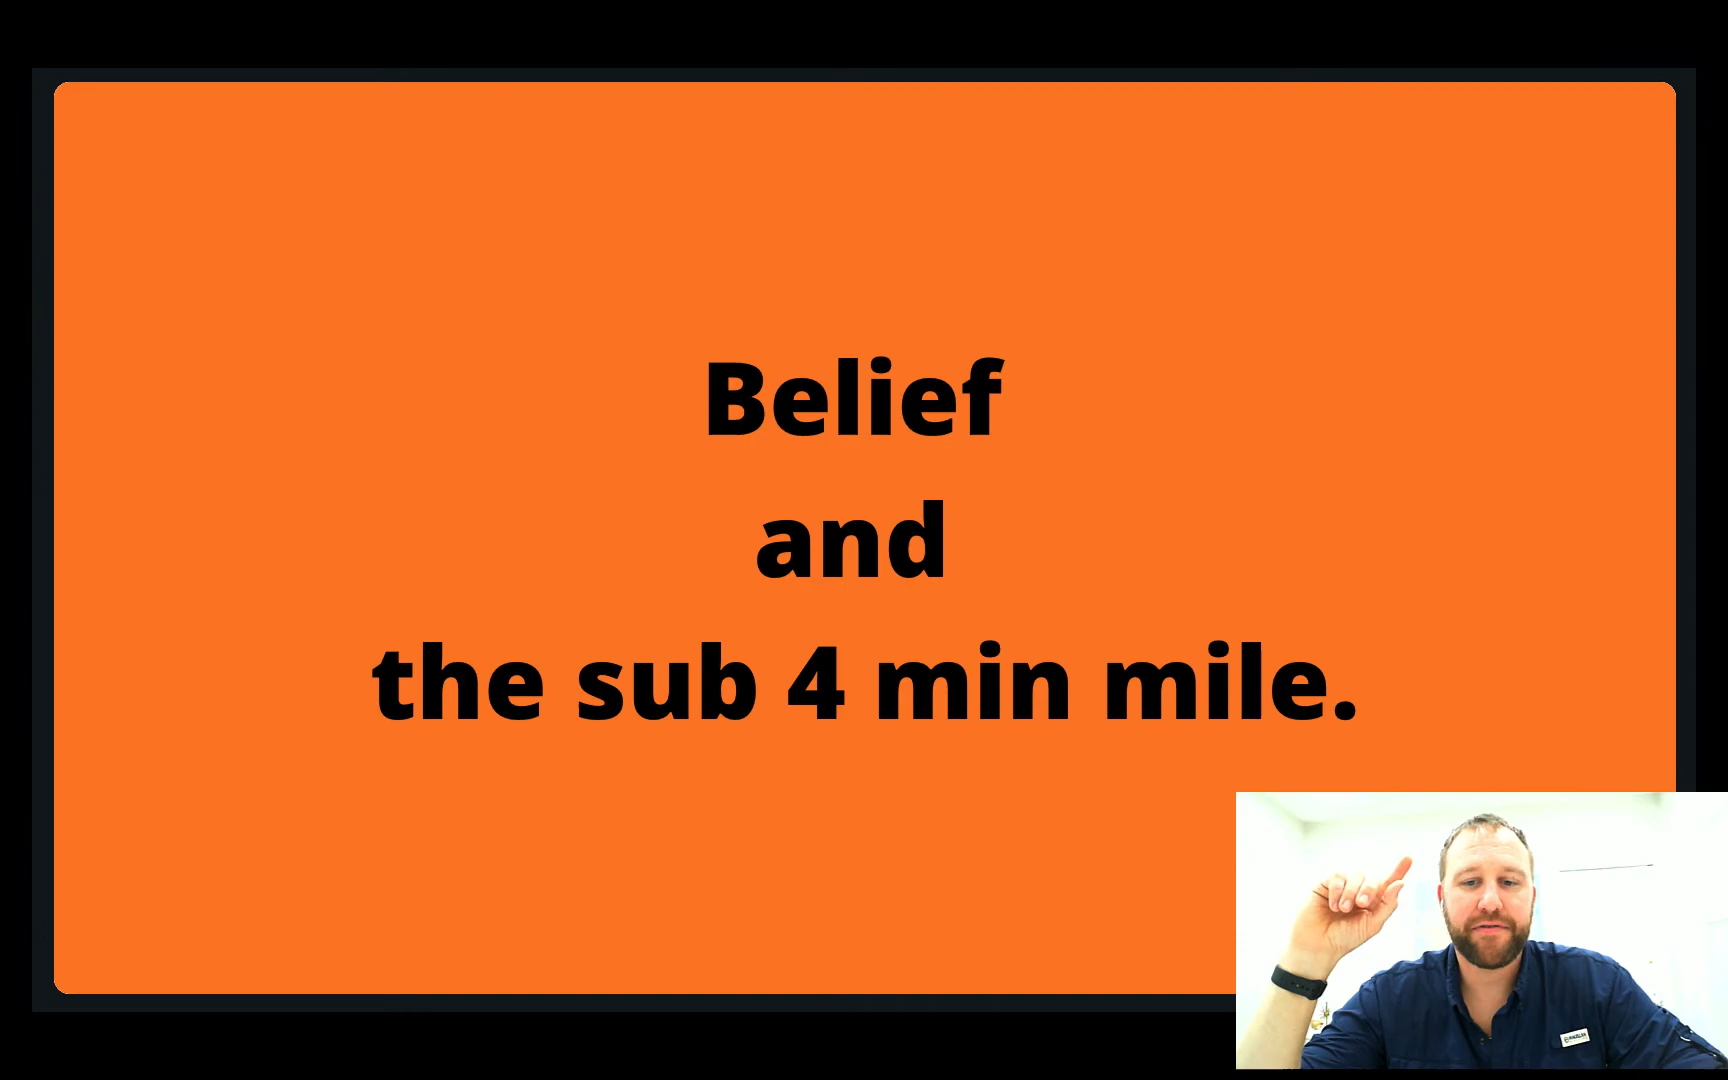 Belief
and
the sub 4 min mile.